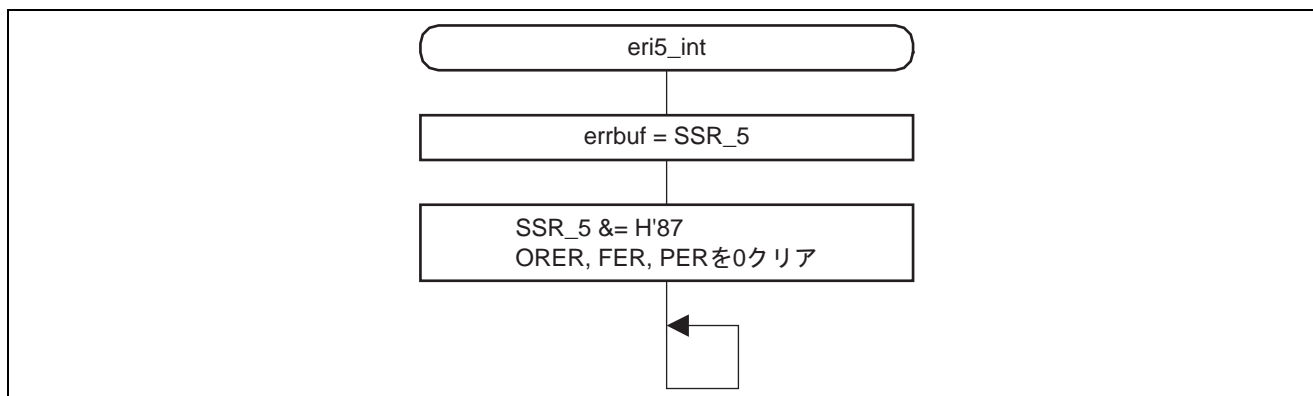 eri5_int
errbuf = SSR_5
SSR_5 &= H'87
ORER, FER, PERを0クリア